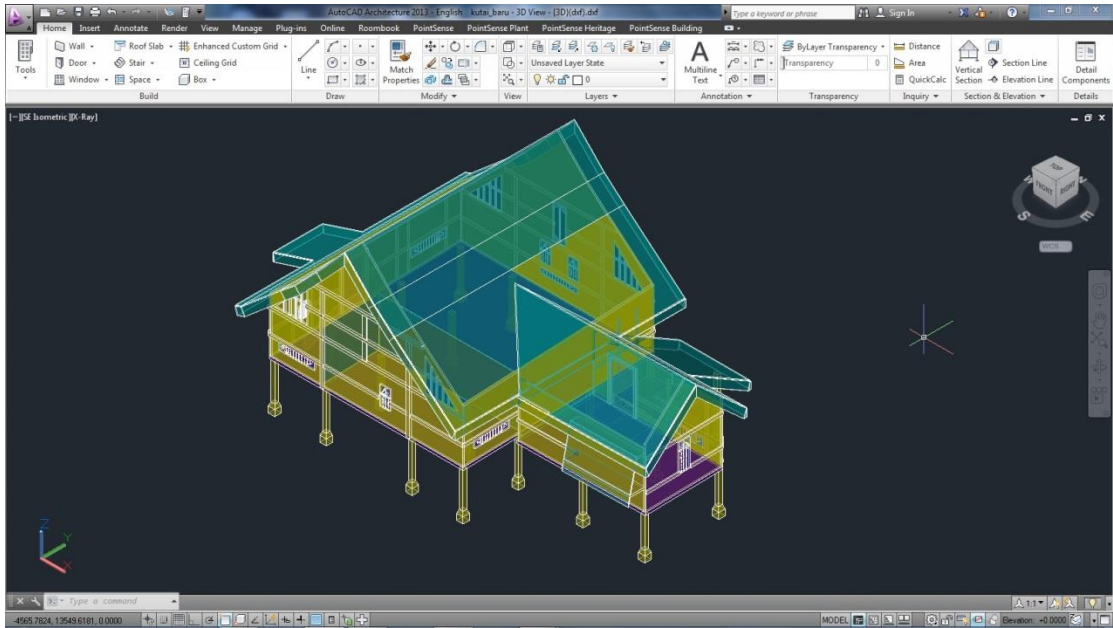 AutoCAD Architecture 2013 - English kutai_baru - 3D View - [3D](dxf).dxf
Type a keyword or phrase
Sign In
Home Insert Annotate Render View Manage Plug-ins Online Roombook PointSense PointSense Plant PointSense Heritage PointSense Building
Wall Roof Slab Enhanced Custom Grid Unsaved Layer State ByLayer Transparency Distance
Door Stair Ceiling Grid Transparency 0 Area Section Line
Window Space Box 0 QuickCalc Elevation Line
Tools
Line
Match Properties
Multiline Text
Vertical Section
Detail Components
Build Draw Modify View Layers Annotation Transparency Inquiry Section & Elevation Details
[−][SE Isometric][X-Ray]
TOP
FRONT RIGHT
S E
WCS
Z
Y
X
Type a command
1:1
-4565.7824, 13549.6181, 0.0000 MODEL Elevation: +0.0000